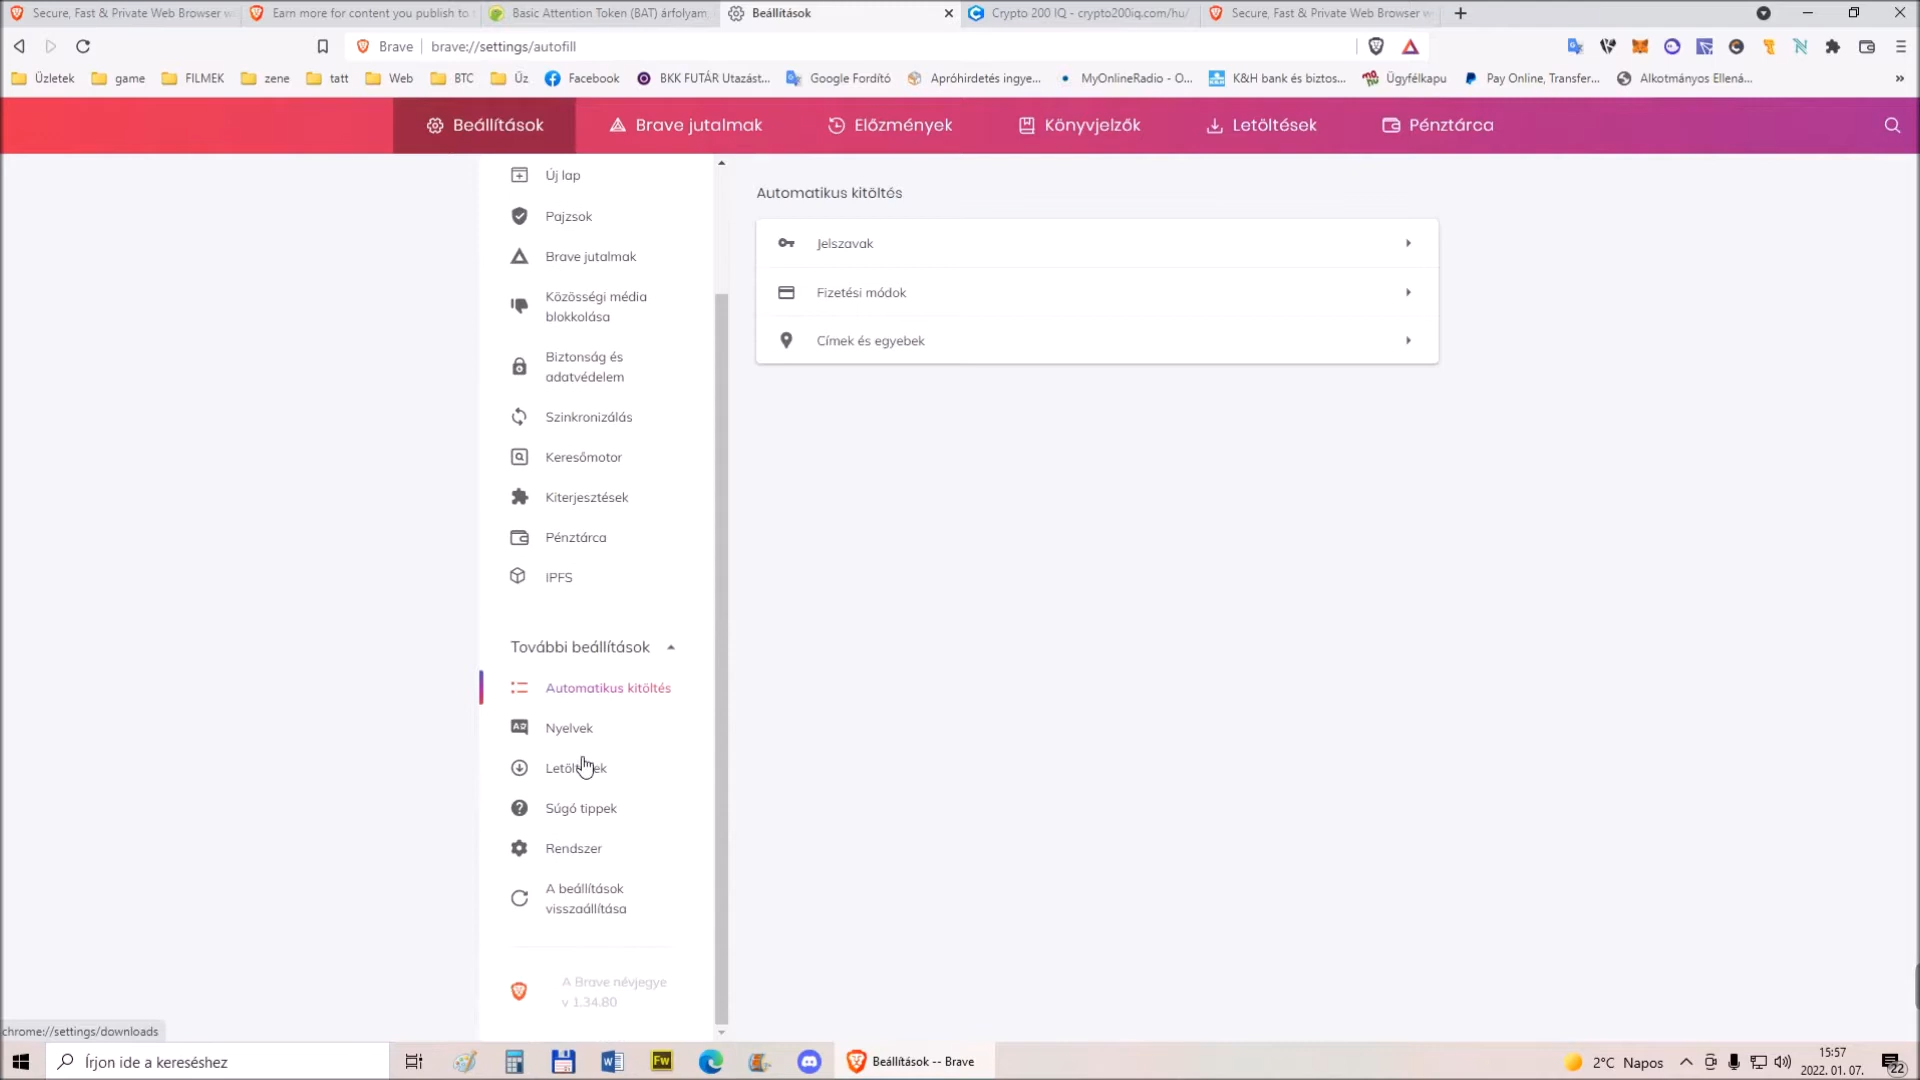 Secure, Fast & Private Web Browser w
Earn more for content you publish to t
Basic Attention Token (BAT) árfolyam,
Beállítások
Crypto 200 IQ - crypto200iq.com/hu/
Secure, Fast & Private Web Browser w
Brave
brave://settings/autofill
Üzletek
game
FILMEK
zene
tatt
Web
BTC
Üz
Facebook
BKK FUTÁR Utazást...
Google Fordító
Apróhirdetés ingye...
MyOnlineRadio - O...
K&H bank és biztos...
Ügyfélkapu
Pay Online, Transfer...
Alkotmányos Ellená...
»
Beállítások
Brave jutalmak
Előzmények
Könyvjelzők
Letöltések
Pénztárca
Új lap
Pajzsok
Brave jutalmak
Közösségi média
blokkolása
Biztonság és
adatvédelem
Szinkronizálás
Keresőmotor
Kiterjesztések
Pénztárca
IPFS
További beállítások
Automatikus kitöltés
Nyelvek
Letöltések
Súgó tippek
Rendszer
A beállítások
visszaállítása
A Brave névjegye
v 1.34.80
Automatikus kitöltés
Jelszavak
Fizetési módok
Címek és egyebek
chrome://settings/downloads
Írjon ide a kereséshez
Fw
Beállítások -- Brave
2°C Napos
15:57
2022. 01. 07.
22